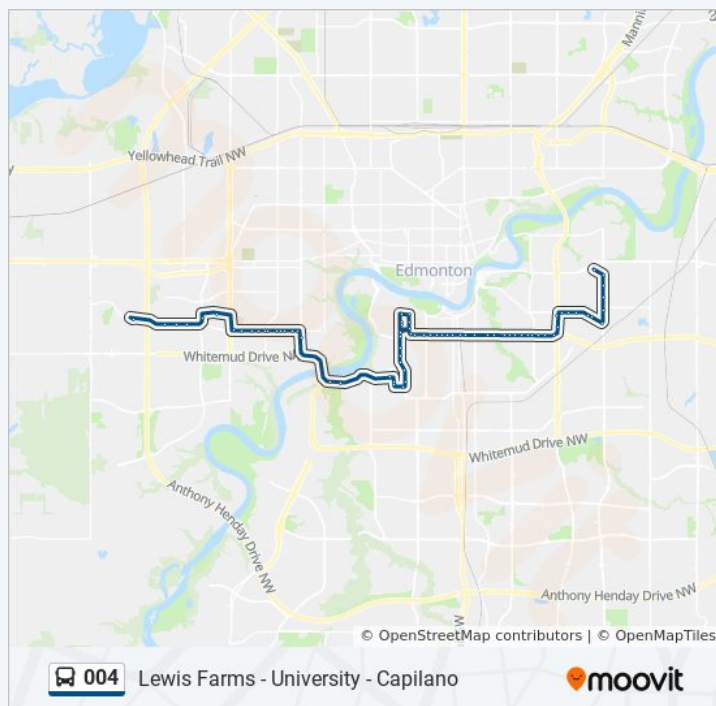 Mannin
Yellowhead Trail NW
Edmonton
Whitemud Drive N
Whitemud Drive NW
Anthony Henday Drive NW
Anthony Henday Drive NW
© OpenStreetMap contributors | © OpenMapTiles
004 Lewis Farms - University - Capilano
moovit